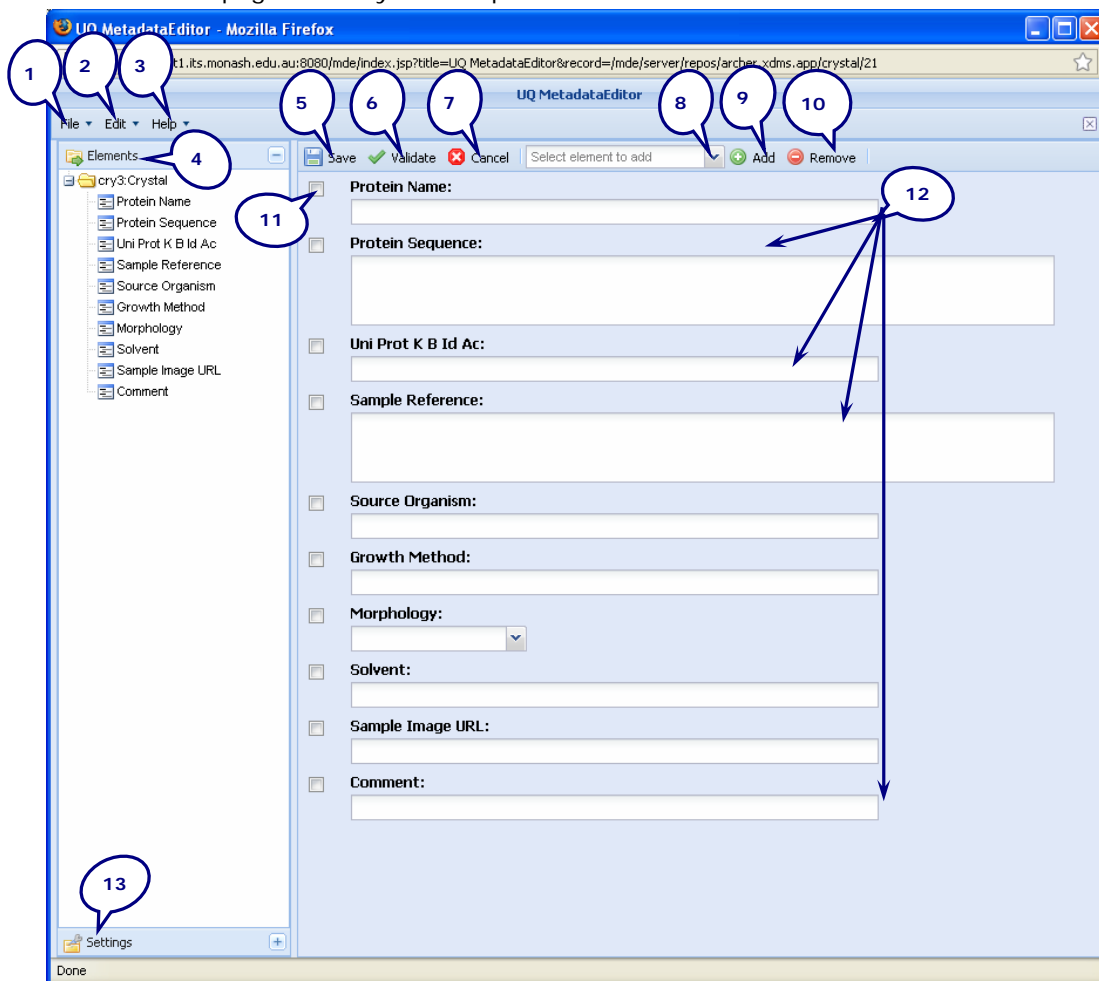 UQ MetadataEditor - Mozilla Firefox
t1.its.monash.edu.au:8080/mde/index.jsp?title=UQ MetadataEditor&record=/mde/server/repos/archer_xdms.app/crystal/21
1
2
3
5
6
7
8
9
10
UQ MetadataEditor
File Edit Help
Elements
4
Save Validate Cancel Select element to add Add Remove
cry3:Crystal
Protein Name
Protein Sequence
Uni Prot K B Id Ac
Sample Reference
Source Organism
Growth Method
Morphology
Solvent
Sample Image URL
Comment
11
12
Protein Name:
Protein Sequence:
Uni Prot K B Id Ac:
Sample Reference:
Source Organism:
Growth Method:
Morphology:
Solvent:
Sample Image URL:
Comment:
13
Settings
Done